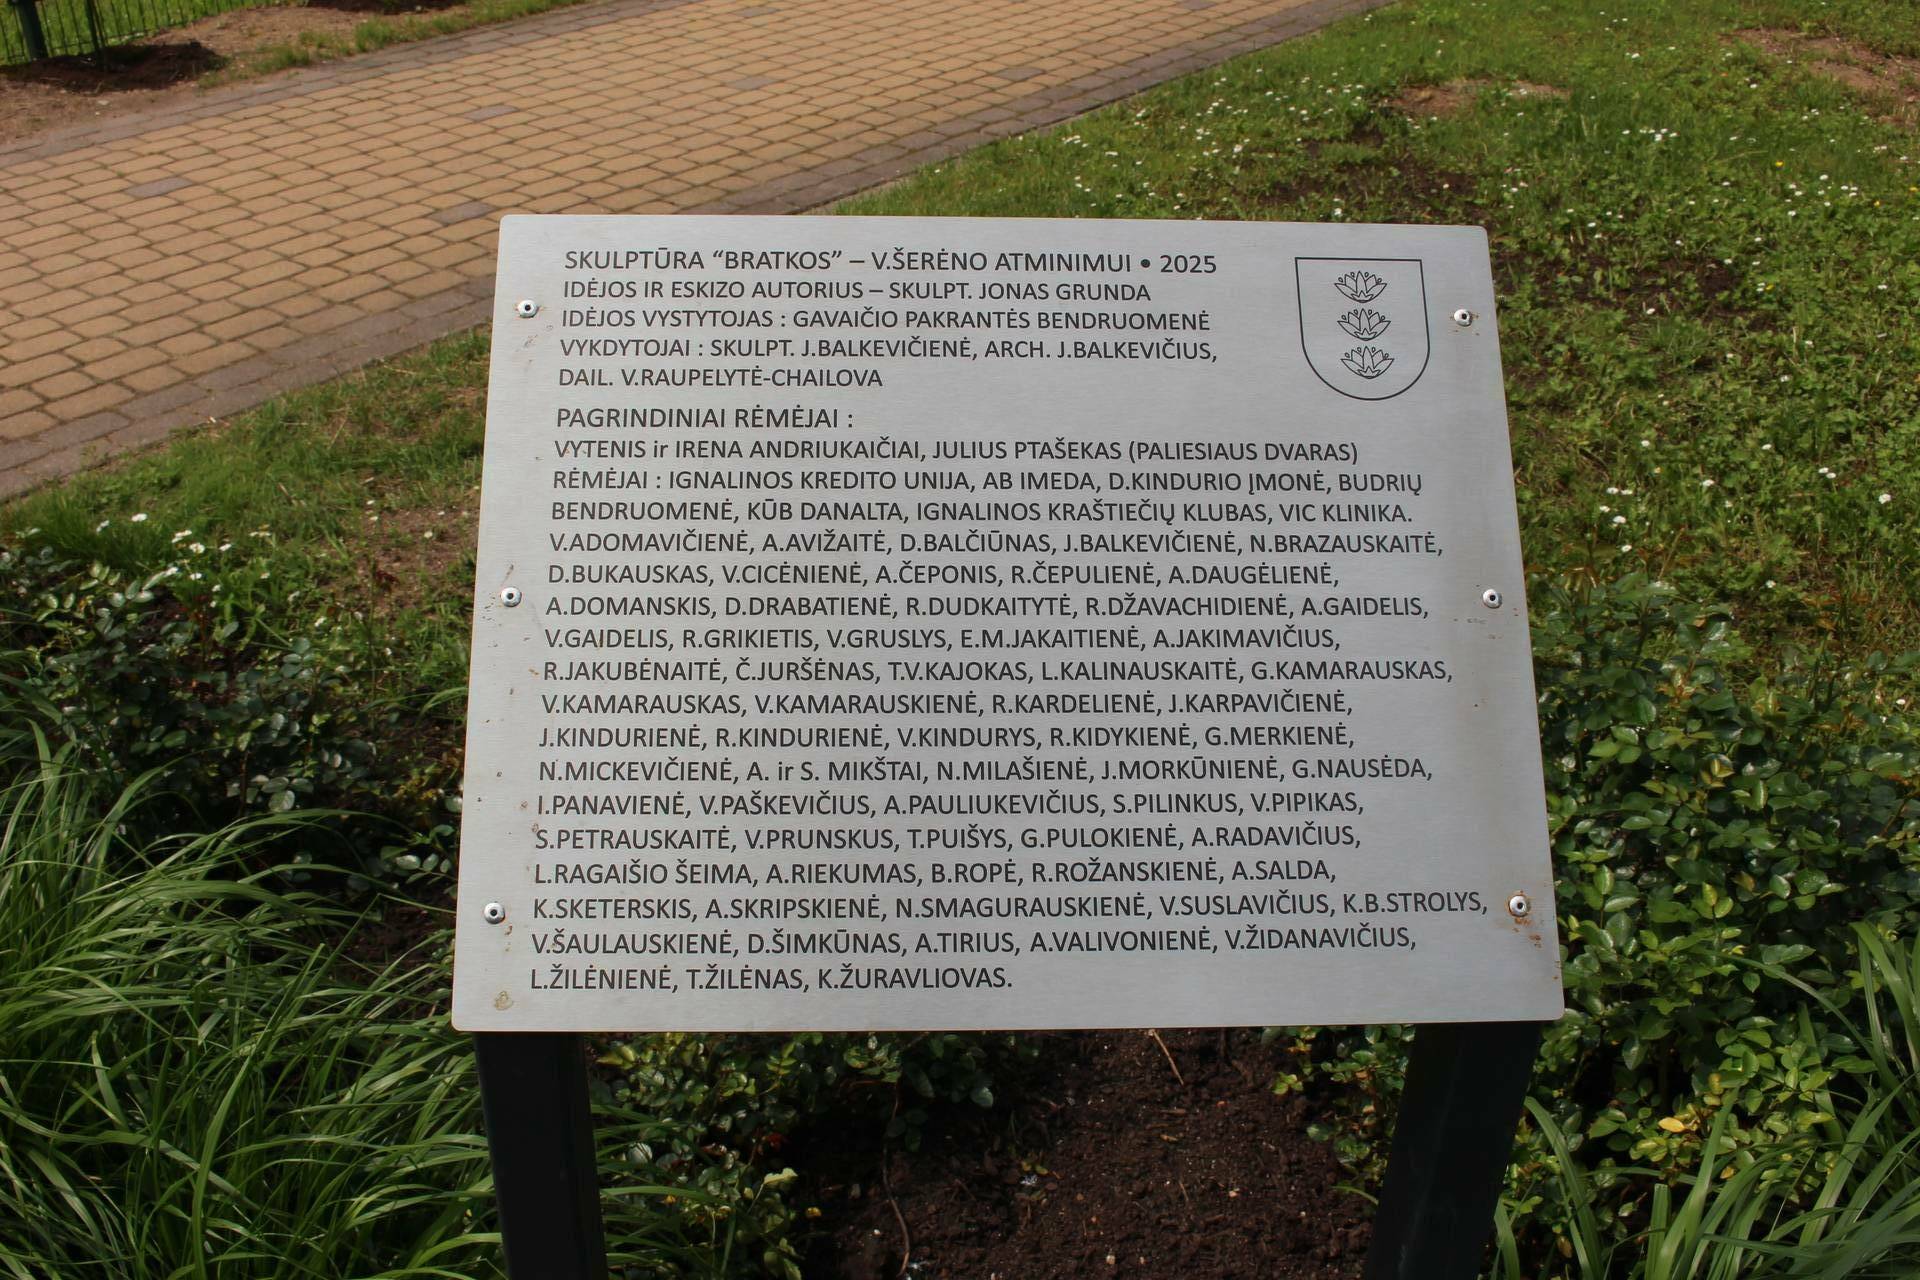 SKULPTŪRA “BRATKOS” – V.ŠERĖNO ATMINIMUI • 2025
IDĖJOS IR ESKIZO AUTORIUS – SKULPT. JONAS GRUNDA
IDĖJOS VYSTYTOJAS : GAVAIČIO PAKRANTĖS BENDRUOMENĖ
VYKDYTOJAI : SKULPT. J.BALKEVIČIENĖ, ARCH. J.BALKEVIČIUS,
DAIL. V.RAUPELYTĖ-CHAILOVA
PAGRINDINIAI RĖMĖJAI :
VYTENIS ir IRENA ANDRIUKAIČIAI, JULIUS PTAŠEKAS (PALIESIAUS DVARAS)
RĖMĖJAI : IGNALINOS KREDITO UNIJA, AB IMEDA, D.KINDURIO ĮMONĖ, BUDRIŲ
BENDRUOMENĖ, KŪB DANALTA, IGNALINOS KRAŠTIEČIŲ KLUBAS, VIC KLINIKA.
V.ADOMAVIČIENĖ, A.AVIŽAITĖ, D.BALČIŪNAS, J.BALKEVIČIENĖ, N.BRAZAUSKAITĖ,
D.BUKAUSKAS, V.CICĖNIENĖ, A.ČEPONIS, R.ČEPULIENĖ, A.DAUGĖLIENĖ,
A.DOMANSKIS, D.DRABATIENĖ, R.DUDKAITYTĖ, R.DŽAVACHIDIENĖ, A.GAIDELIS,
V.GAIDELIS, R.GRIKIETIS, V.GRUSLYS, E.M.JAKAITIENĖ, A.JAKIMAVIČIUS,
R.JAKUBĖNAITĖ, Č.JURŠĖNAS, T.V.KAJOKAS, L.KALINAUSKAITĖ, G.KAMARAUSKAS,
V.KAMARAUSKAS, V.KAMARAUSKIENĖ, R.KARDELIENĖ, J.KARPAVIČIENĖ,
J.KINDURIENĖ, R.KINDURIENĖ, V.KINDURYS, R.KIDYKIENĖ, G.MERKIENĖ,
N.MICKEVIČIENĖ, A. ir S. MIKŠTAI, N.MILAŠIENĖ, J.MORKŪNIENĖ, G.NAUSĖDA,
I.PANAVIENĖ, V.PAŠKEVIČIUS, A.PAULIUKEVIČIUS, S.PILINKUS, V.PIPIKAS,
S.PETRAUSKAITĖ, V.PRUNSKUS, T.PUIŠYS, G.PULOKIENĖ, A.RADAVIČIUS,
L.RAGAIŠIO ŠEIMA, A.RIEKUMAS, B.ROPĖ, R.ROŽANSKIENĖ, A.SALDA,
K.SKETERSKIS, A.SKRIPSKIENĖ, N.SMAGURAUSKIENĖ, V.SUSLAVIČIUS, K.B.STROLYS,
V.ŠAULAUSKIENĖ, D.ŠIMKŪNAS, A.TIRIUS, A.VALIVONIENĖ, V.ŽIDANAVIČIUS,
L.ŽILĖNIENĖ, T.ŽILĖNAS, K.ŽURAVLIOVAS.